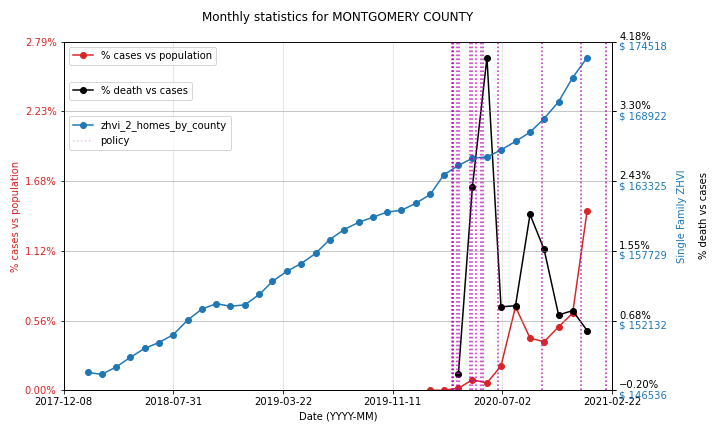 Monthly statistics for MONTGOMERY COUNTY
2.79%
2.23%
1.68%
1.12%
0.56%
0.00%
% cases vs population
% cases vs population
% death vs cases
zhvi_2_homes_by_county
policy
4.18%
$ 174518
3.30%
$ 168922
2.43%
$ 163325
1.55%
$ 157729
0.68%
$ 152132
−0.20%
$ 146536
Single Family ZHVI
% death vs cases
2017-12-08
2018-07-31
2019-03-22
2019-11-11
2020-07-02
2021-02-22
Date (YYYY-MM)